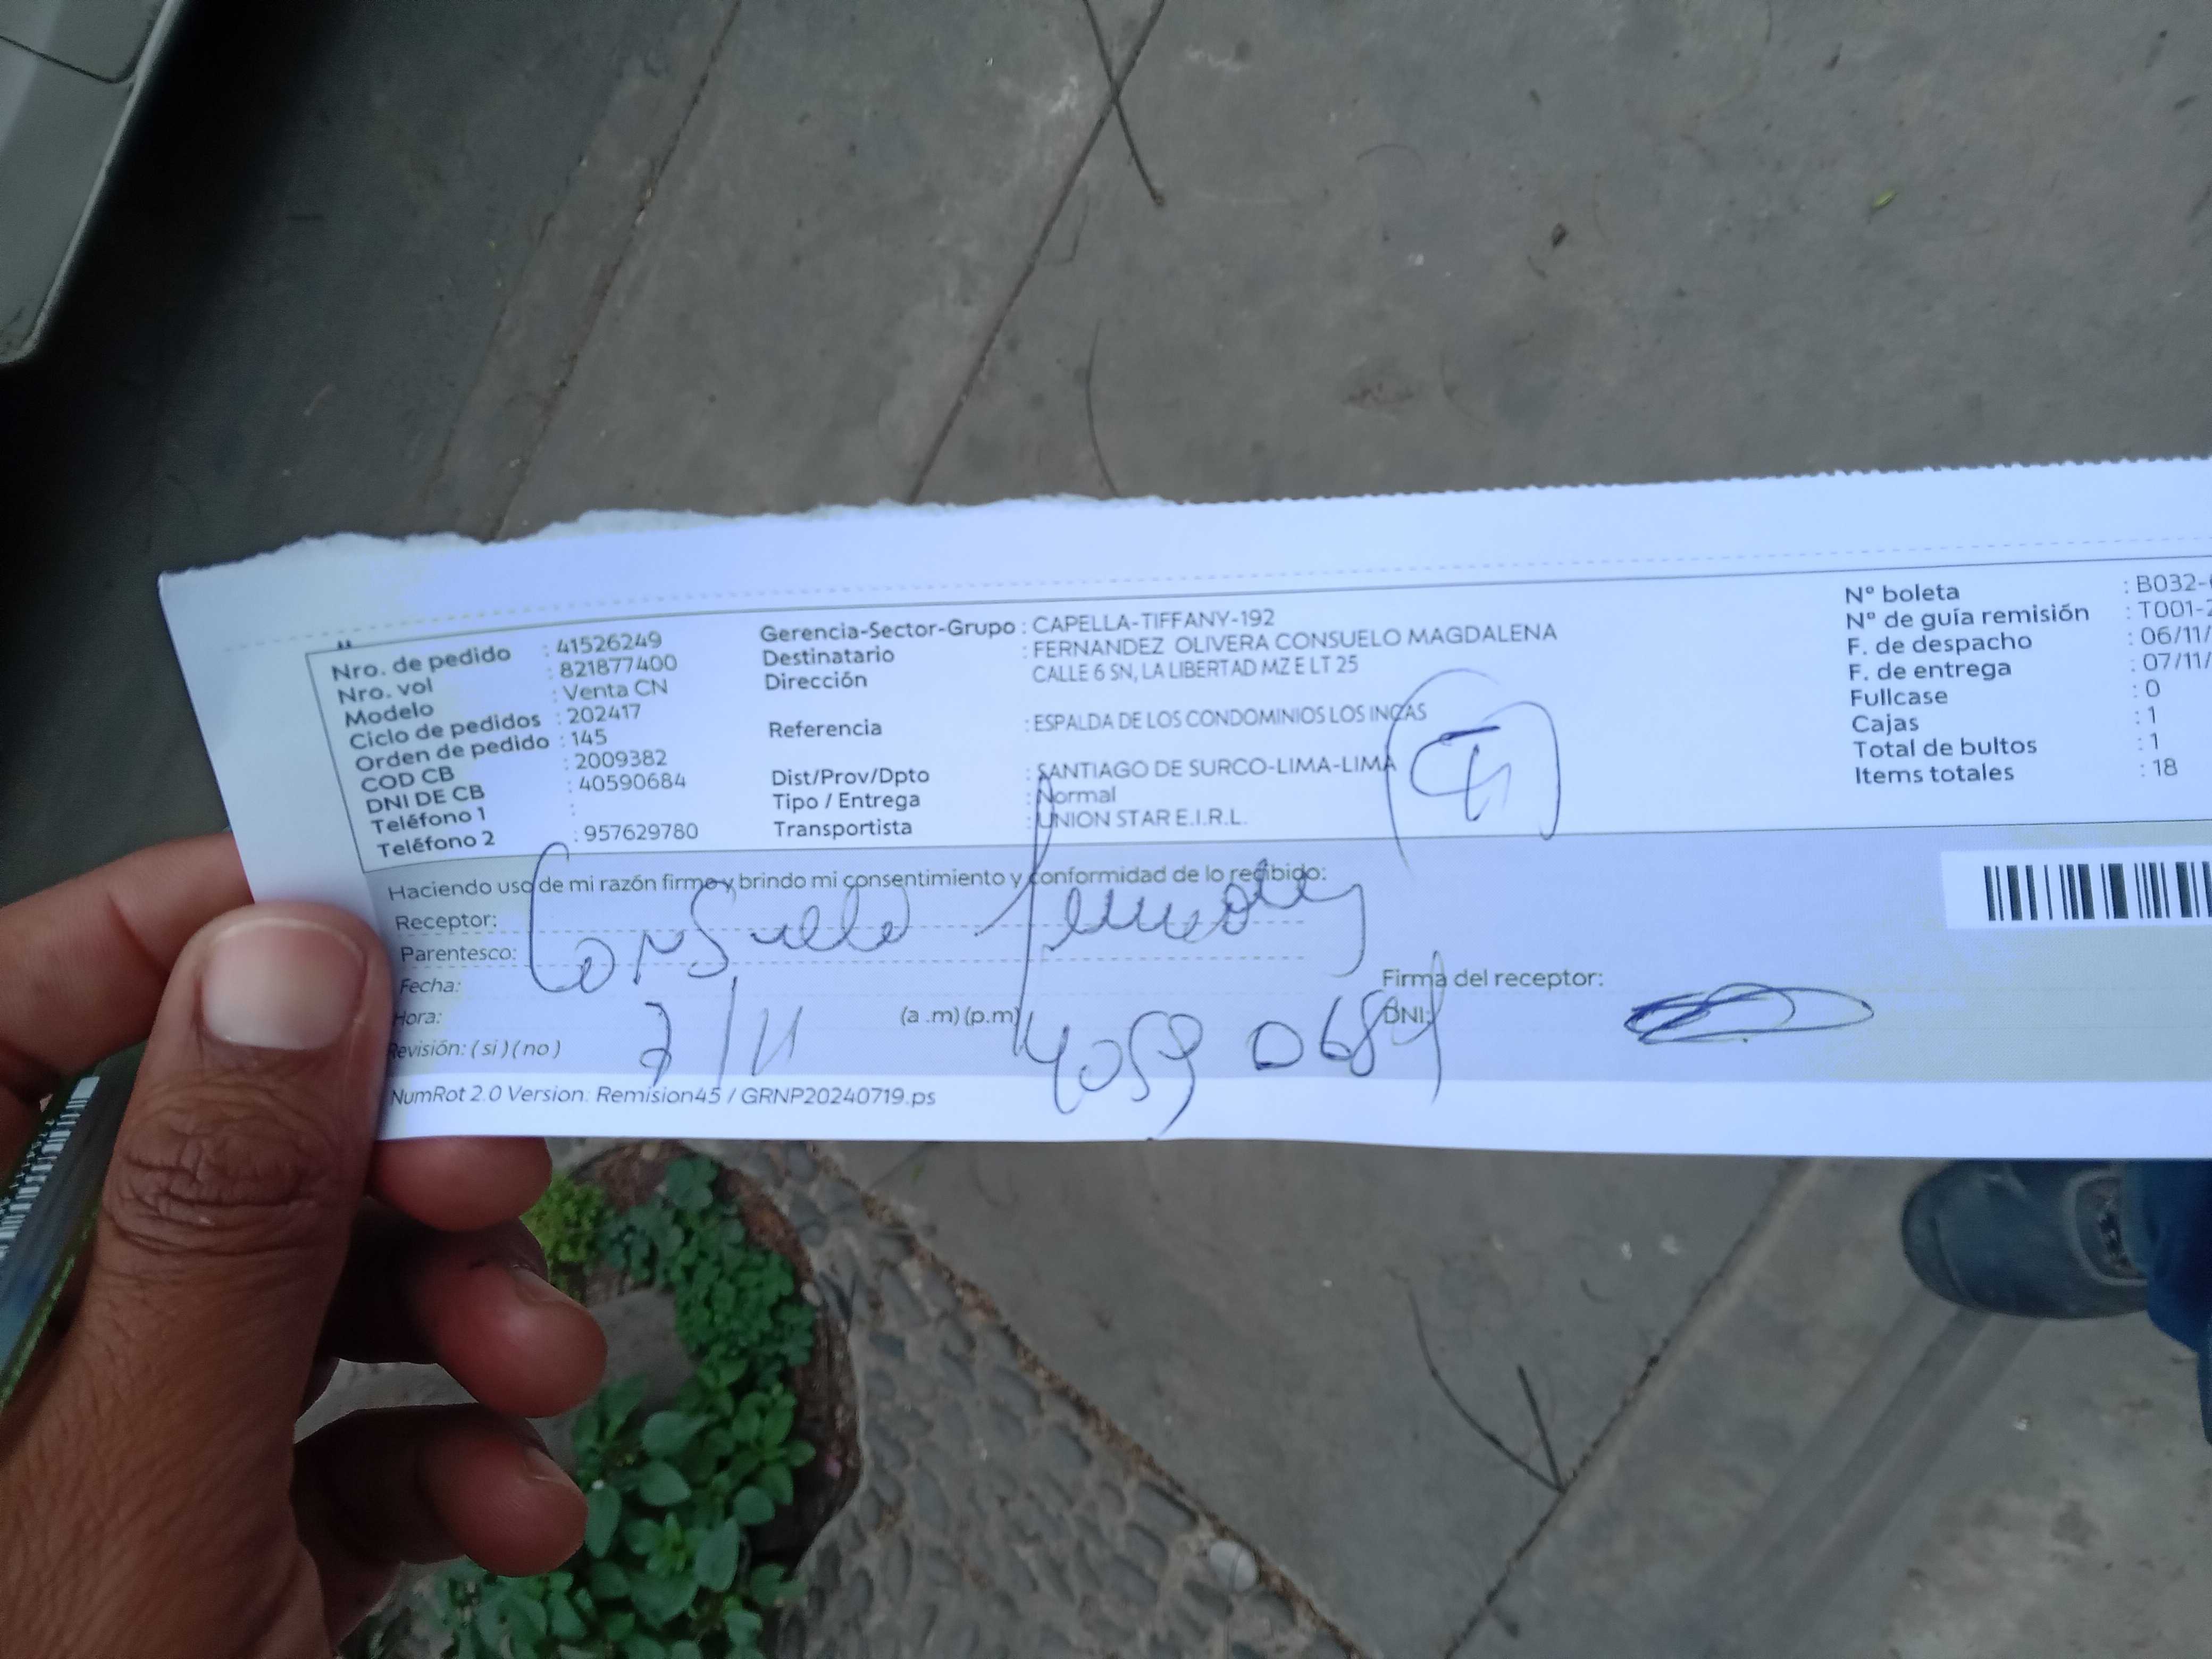 Nro. de pedido : 41526249
Nro. vol : 821877400
Modelo : Venta CN
Ciclo de pedidos : 202417
Orden de pedido : 145
COD CB : 2009382
DNI DE CB : 40590684
Teléfono 1 :
Teléfono 2 : 957629780
Gerencia-Sector-Grupo : CAPELLA-TIFFANY-192
Destinatario : FERNANDEZ OLIVERA CONSUELO MAGDALENA
Dirección CALLE 6 SN, LA LIBERTAD MZ E LT 25
Referencia : ESPALDA DE LOS CONDOMINIOS LOS INCAS
Dist/Prov/Dpto : SANTIAGO DE SURCO-LIMA-LIMA
Tipo / Entrega : Normal
Transportista : UNION STAR E.I.R.L.
Nº boleta : B032-
Nº de guía remisión : T001-2
F. de despacho : 06/11/
F. de entrega : 07/11/
Fullcase : 0
Cajas : 1
Total de bultos : 1
Items totales : 18
Haciendo uso de mi razón firmo y brindo mi consentimiento y conformidad de lo recibido:
Receptor: Consuelo
Parentesco:
Fecha:
Hora: (a .m) (p.m)
7/11 40590684
Revisión: ( si ) ( no )
Firma del receptor:
DNI:
NumRot 2.0 Version: Remision45 / GRNP20240719.ps